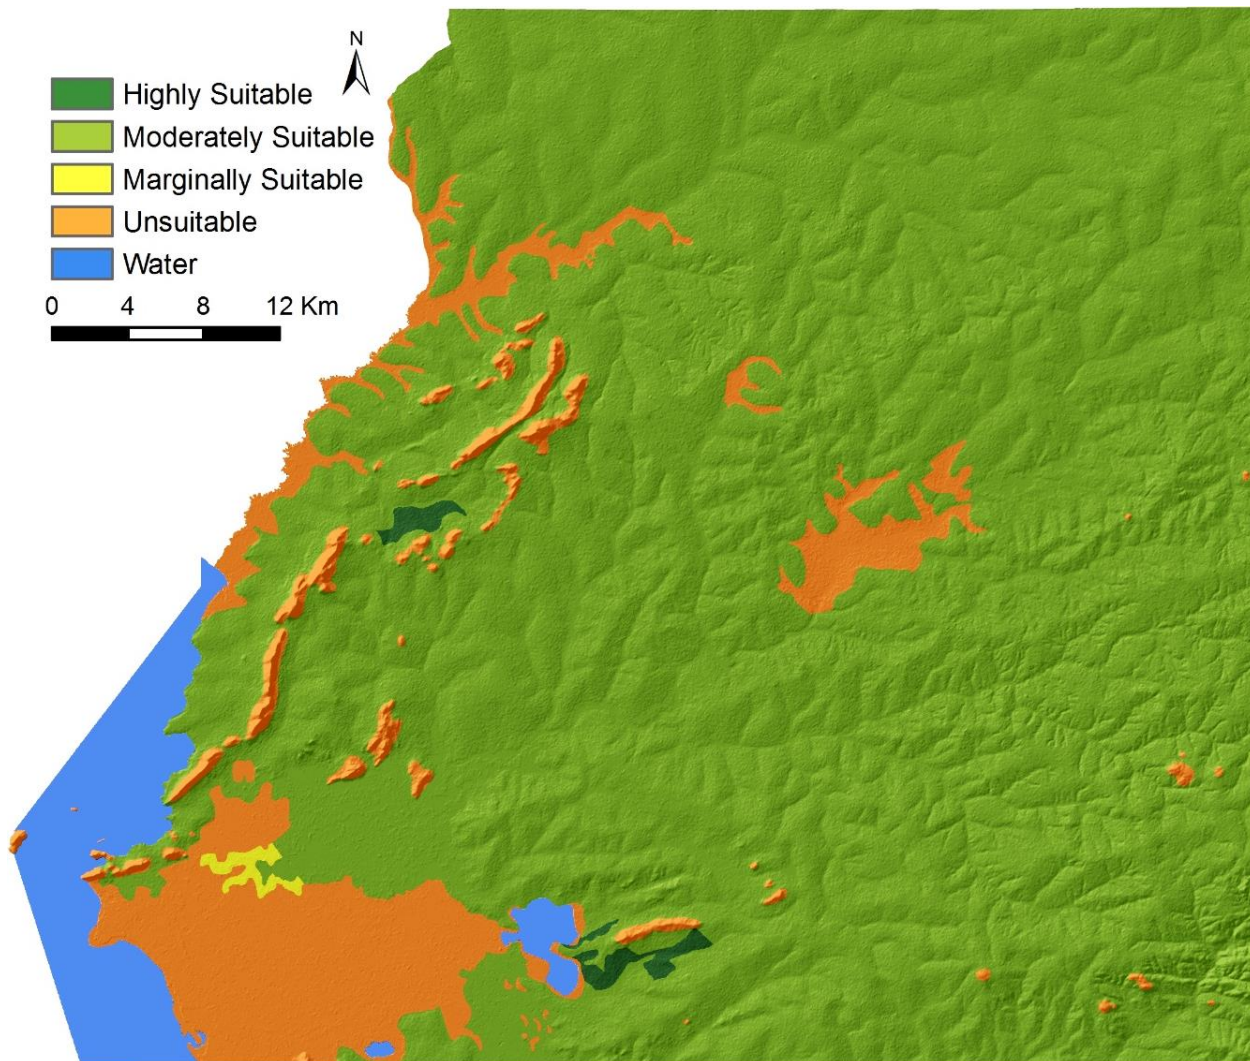 N
Highly Suitable
Moderately Suitable
Marginally Suitable
Unsuitable
Water
0 4 8 12 Km